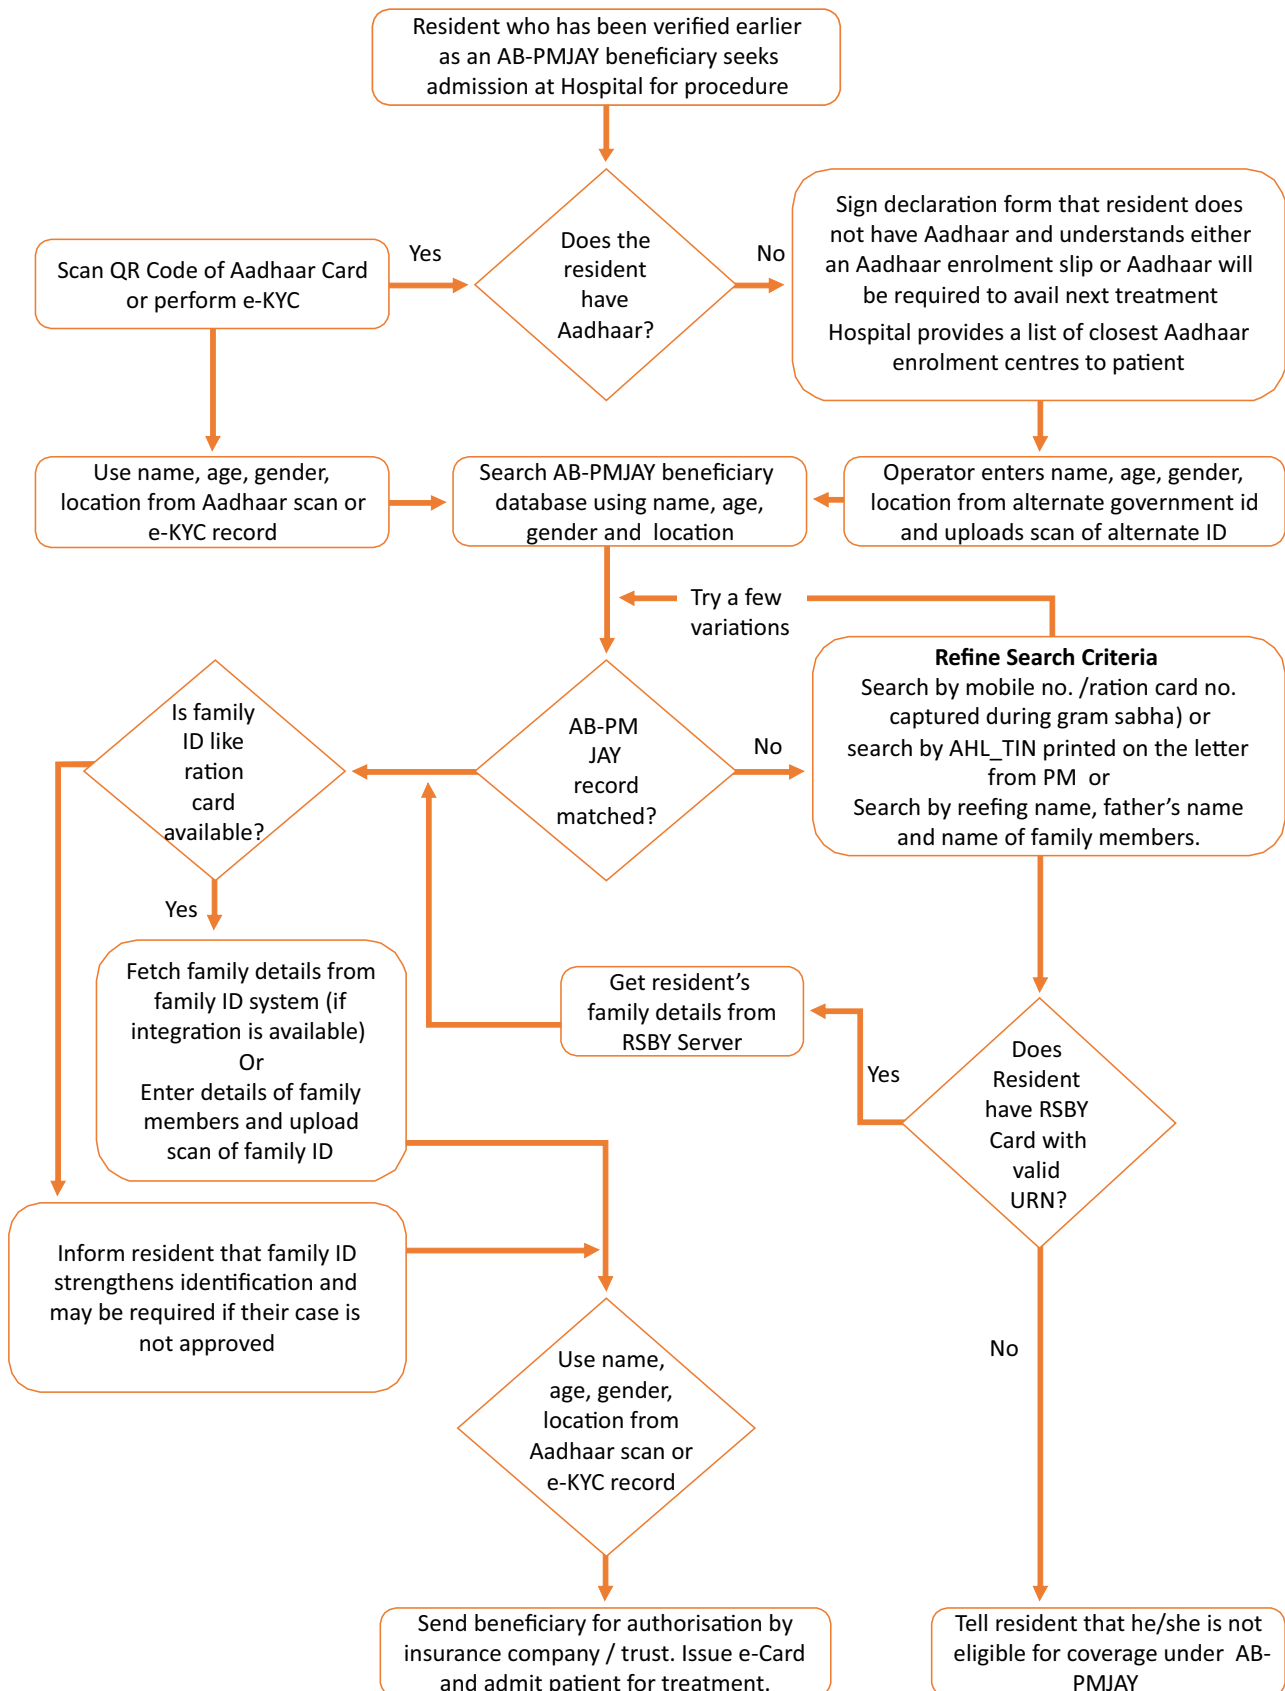 Resident who has been verified earlier
as an AB-PMJAY beneficiary seeks
admission at Hospital for procedure
Does the
resident
have
Aadhaar?
Yes
No
Scan QR Code of Aadhaar Card
or perform e-KYC
Sign declaration form that resident does
not have Aadhaar and understands either
an Aadhaar enrolment slip or Aadhaar will
be required to avail next treatment
Hospital provides a list of closest Aadhaar
enrolment centres to patient
Use name, age, gender,
location from Aadhaar scan or
e-KYC record
Search AB-PMJAY beneficiary
database using name, age,
gender and location
Operator enters name, age, gender,
location from alternate government id
and uploads scan of alternate ID
Try a few
variations
Is family
ID like
ration
card
available?
AB-PM
JAY
record
matched?
No
Refine Search Criteria
Search by mobile no. /ration card no.
captured during gram sabha) or
search by AHL_TIN printed on the letter
from PM or
Search by reefing name, father’s name
and name of family members.
Yes
Fetch family details from
family ID system (if
integration is available)
Or
Enter details of family
members and upload
scan of family ID
Get resident’s
family details from
RSBY Server
Yes
Does
Resident
have RSBY
Card with
valid
URN?
Inform resident that family ID
strengthens identification and
may be required if their case is
not approved
Use name,
age, gender,
location from
Aadhaar scan or
e-KYC record
No
Send beneficiary for authorisation by
insurance company / trust. Issue e-Card
and admit patient for treatment.
Tell resident that he/she is not
eligible for coverage under AB-
PMJAY